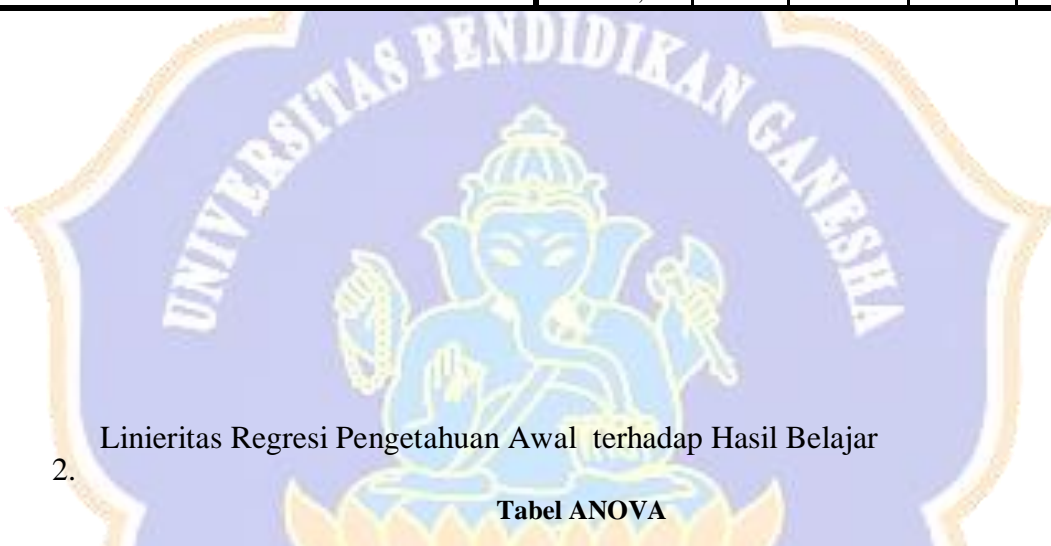 UNIVERSITAS PENDIDIKAN GANESHA
Linieritas Regresi Pengetahuan Awal terhadap Hasil Belajar
2.
Tabel ANOVA